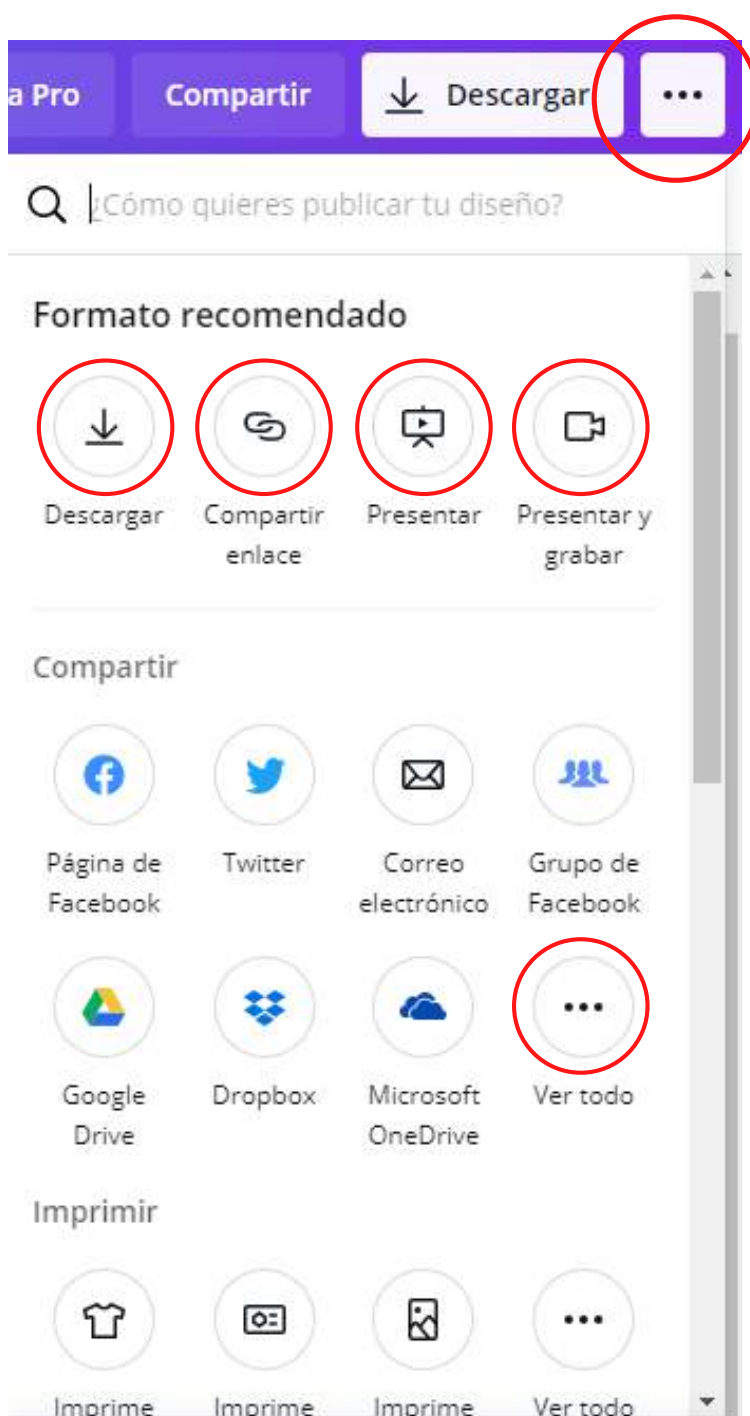 a Pro Compartir Descargar
¿Cómo quieres publicar tu diseño?
Formato recomendado
Descargar Compartir Presentar Presentar y
enlace grabar
Compartir
Página de Twitter Correo Grupo de
Facebook electrónico Facebook
Google Dropbox Microsoft Ver todo
Drive OneDrive
Imprimir
Imprime Imprime Imprime Ver todo